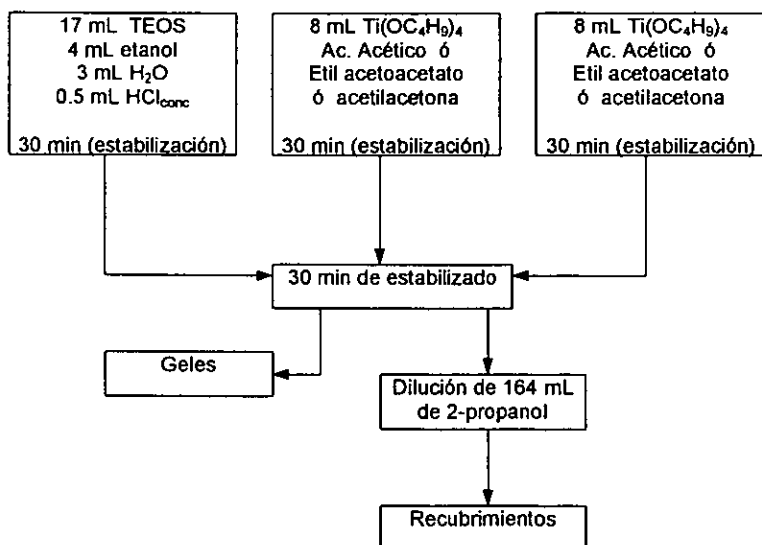 17 mL TEOS
4 mL etanol
3 mL H₂O
0.5 mL HCl_conc
30 min (estabilización)
8 mL Ti(OC₄H₉)₄
Ac. Acético ó
Etil acetoacetato
ó acetilacetona
30 min (estabilización)
8 mL Ti(OC₄H₉)₄
Ac. Acético ó
Etil acetoacetato
ó acetilacetona
30 min (estabilización)
30 min de estabilizado
Geles
Dilución de 164 mL
de 2-propanol
Recubrimientos